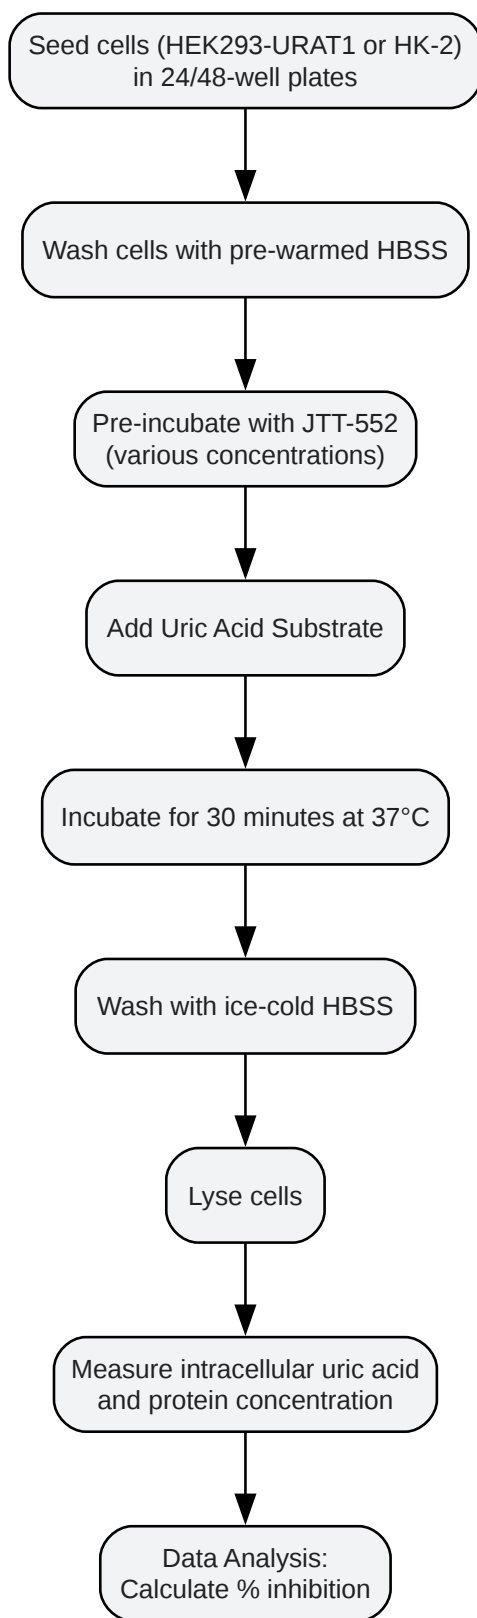 Seed cells (HEK293-URAT1 or HK-2)
in 24/48-well plates
Wash cells with pre-warmed HBSS
Pre-incubate with JTT-552
(various concentrations)
Add Uric Acid Substrate
Incubate for 30 minutes at 37°C
Wash with ice-cold HBSS
Lyse cells
Measure intracellular uric acid
and protein concentration
Data Analysis:
Calculate % inhibition